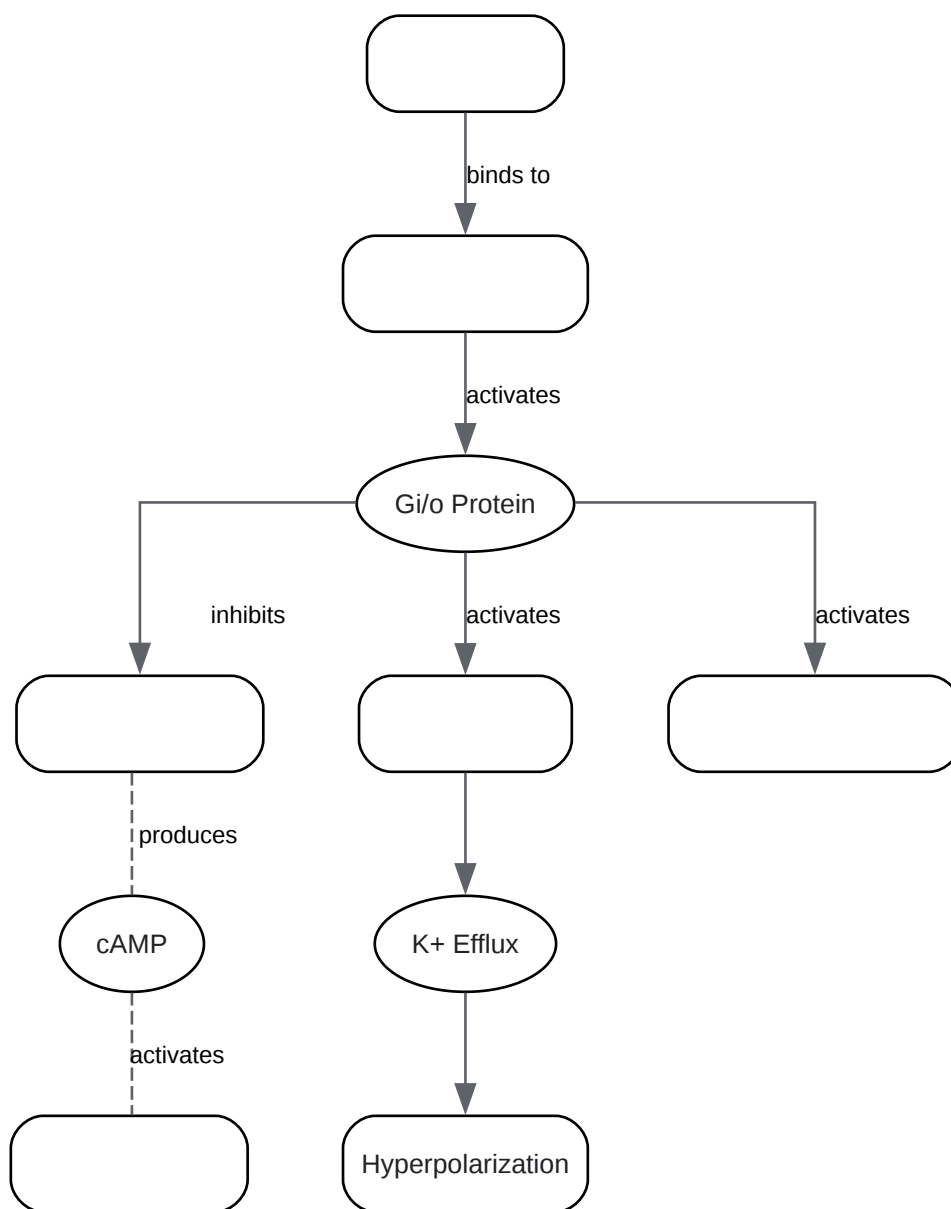 binds to
activates
Gi/o Protein
inhibits
activates
activates
produces
cAMP
K+ Efflux
activates
Hyperpolarization